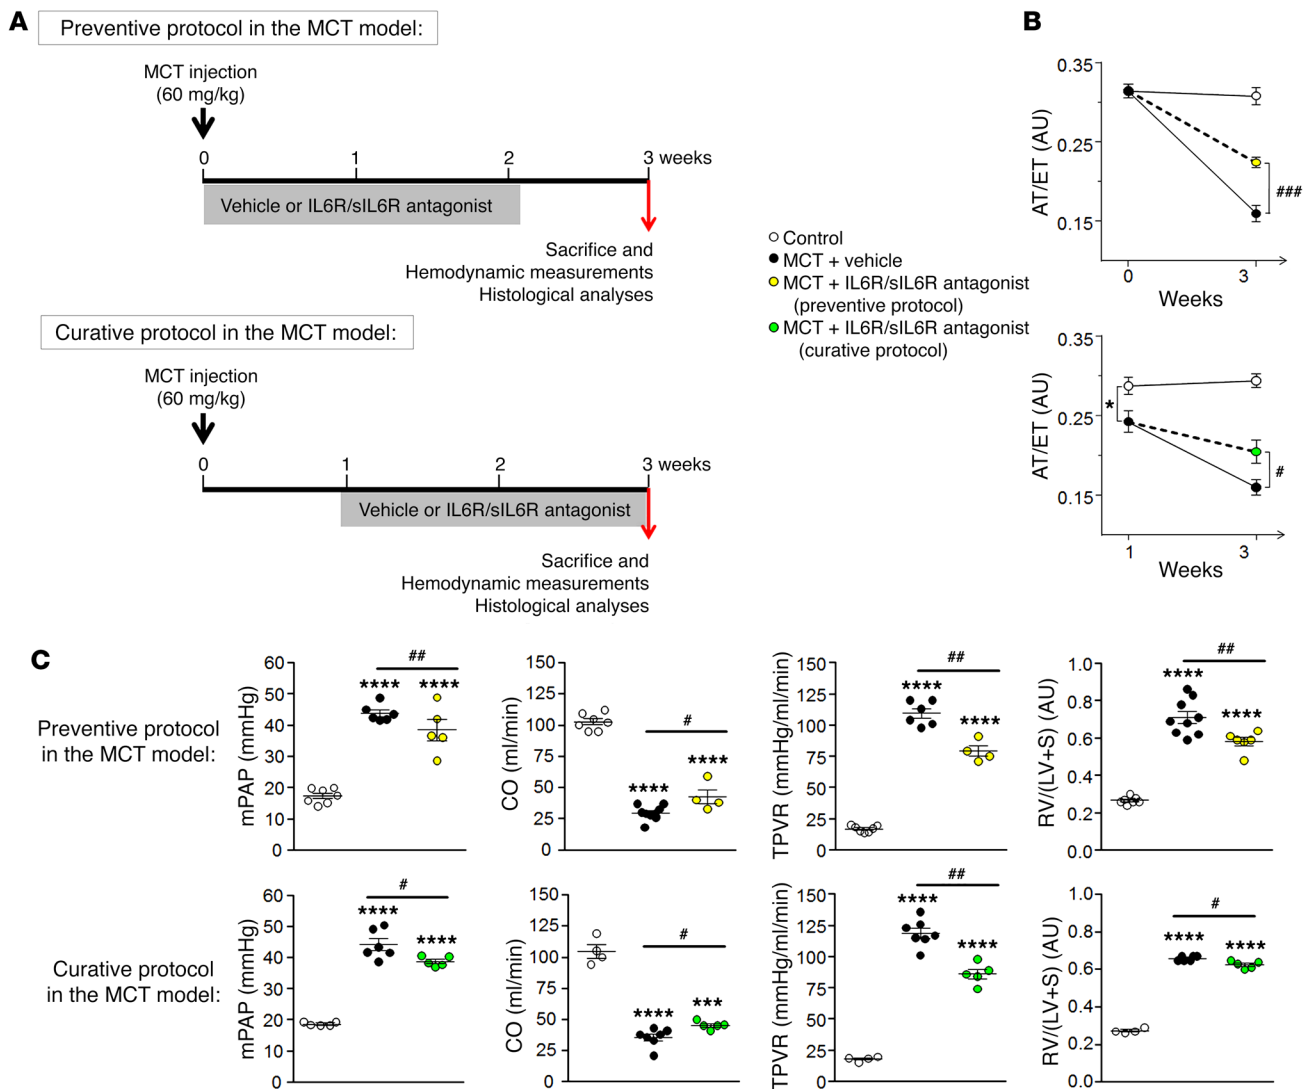 A
Preventive protocol in the MCT model:
MCT injection
(60 mg/kg)
0 1 2 3 weeks
Vehicle or IL6R/sIL6R antagonist
Sacrifice and
Hemodynamic measurements
Histological analyses
Curative protocol in the MCT model:
MCT injection
(60 mg/kg)
0 1 2 3 weeks
Vehicle or IL6R/sIL6R antagonist
Sacrifice and
Hemodynamic measurements
Histological analyses
Control
MCT + vehicle
MCT + IL6R/sIL6R antagonist
(preventive protocol)
MCT + IL6R/sIL6R antagonist
(curative protocol)
B
AT/ET (AU)
0.35
0.25
0.15
###
0 3
Weeks
AT/ET (AU)
0.35
0.25
0.15
*
#
1 3
Weeks
C
Preventive protocol
in the MCT model:
mPAP (mmHg)
60
50
40
30
20
10
0
##
**** ****
CO (ml/min)
150
125
100
75
50
25
0
#
**** ****
TPVR (mmHg/ml/min)
150
125
100
75
50
25
0
##
**** ****
RV/(LV+S) (AU)
1.0
0.8
0.6
0.4
0.2
0.0
##
**** ****
Curative protocol
in the MCT model:
mPAP (mmHg)
60
50
40
30
20
10
0
#
**** ****
CO (ml/min)
150
125
100
75
50
25
0
#
**** ***
TPVR (mmHg/ml/min)
150
125
100
75
50
25
0
##
**** ****
RV/(LV+S) (AU)
1.0
0.8
0.6
0.4
0.2
0.0
#
**** ****